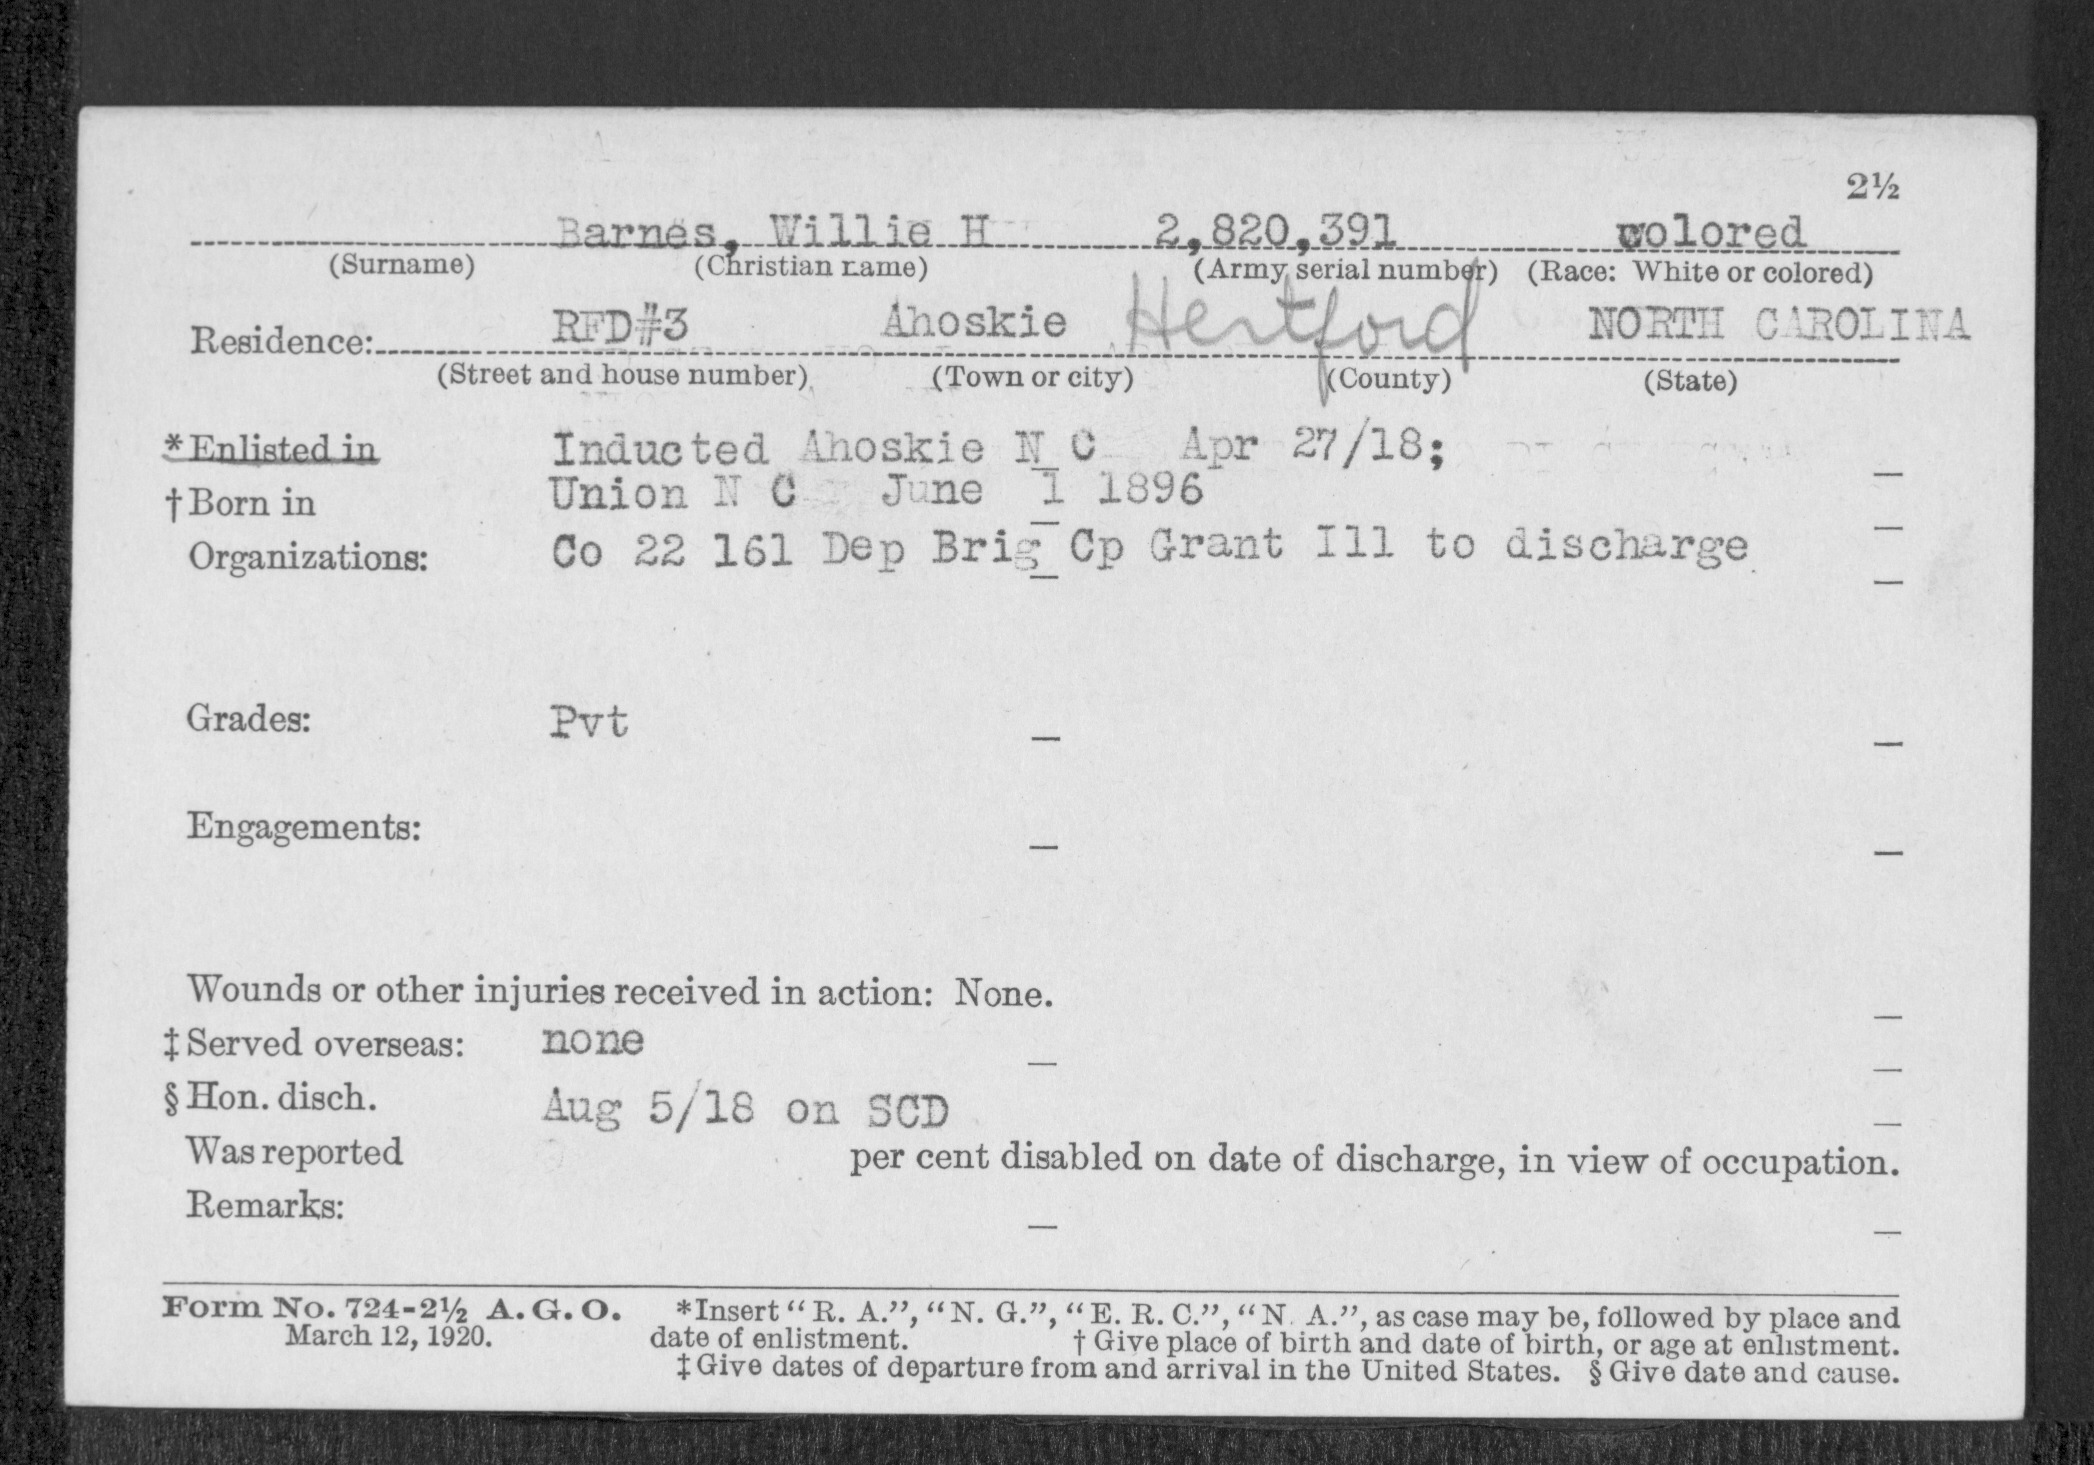 2½
Barnes, Willie H 2,820,391 colored
(Surname) (Christian name) (Army serial number) (Race: White or colored)
Residence: RFD#3 Ahoskie Hertford NORTH CAROLINA
(Street and house number) (Town or city) (County) (State)
*Enlisted in Inducted Ahoskie N C Apr 27/18;
†Born in Union N C June 1 1896
Organizations: Co 22 161 Dep Brig Cp Grant Ill to discharge
Grades: Pvt
Engagements:
Wounds or other injuries received in action: None.
‡Served overseas: none
§Hon. disch. Aug 5/18 on SCD
Was reported per cent disabled on date of discharge, in view of occupation.
Remarks:
Form No. 724-2½ A. G. O. *Insert "R. A.", "N. G.", "E. R. C.", "N. A.", as case may be, followed by place and
March 12, 1920. date of enlistment. †Give place of birth and date of birth, or age at enlistment.
‡Give dates of departure from and arrival in the United States. §Give date and cause.